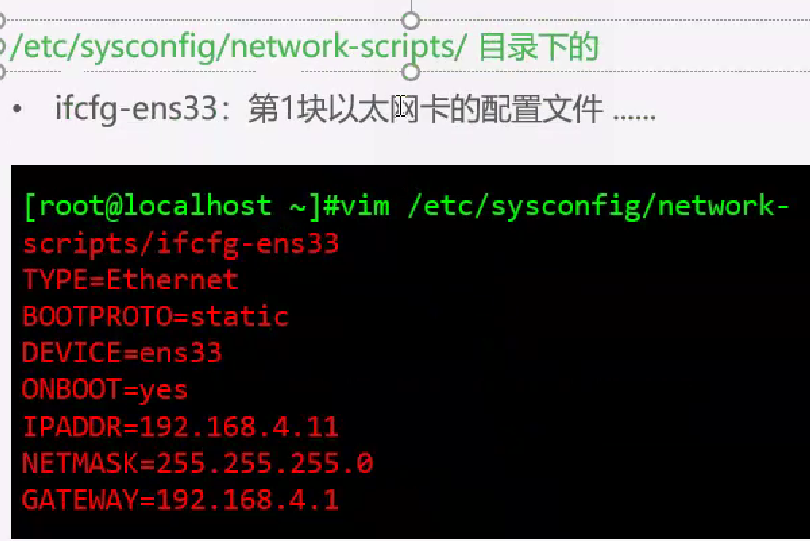 /etc/sysconfig/network-scripts/ 目录下的
• ifcfg-ens33：第1块以太网卡的配置文件 ......
[root@localhost ~]#vim /etc/sysconfig/network-
scripts/ifcfg-ens33
TYPE=Ethernet
BOOTPROTO=static
DEVICE=ens33
ONBOOT=yes
IPADDR=192.168.4.11
NETMASK=255.255.255.0
GATEWAY=192.168.4.1